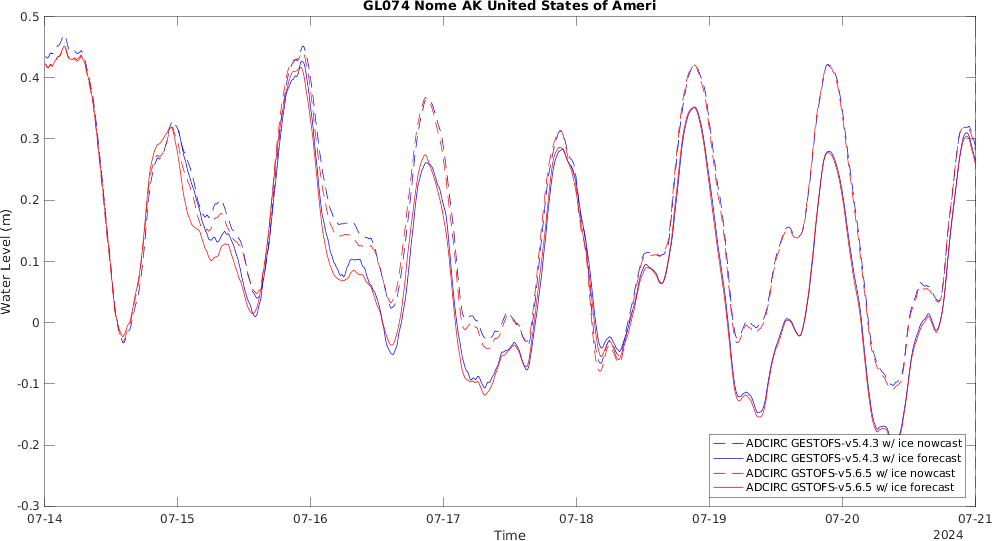 GL074 Nome AK United States of Ameri
0.5
0.4
0.3
0.2
0.1
0
-0.1
-0.2
-0.3
Water Level (m)
ADCIRC GESTOFS-v5.4.3 w/ ice nowcast
ADCIRC GESTOFS-v5.4.3 w/ ice forecast
ADCIRC GSTOFS-v5.6.5 w/ ice nowcast
ADCIRC GSTOFS-v5.6.5 w/ ice forecast
07-14 07-15 07-16 07-17 07-18 07-19 07-20 07-21
Time
2024